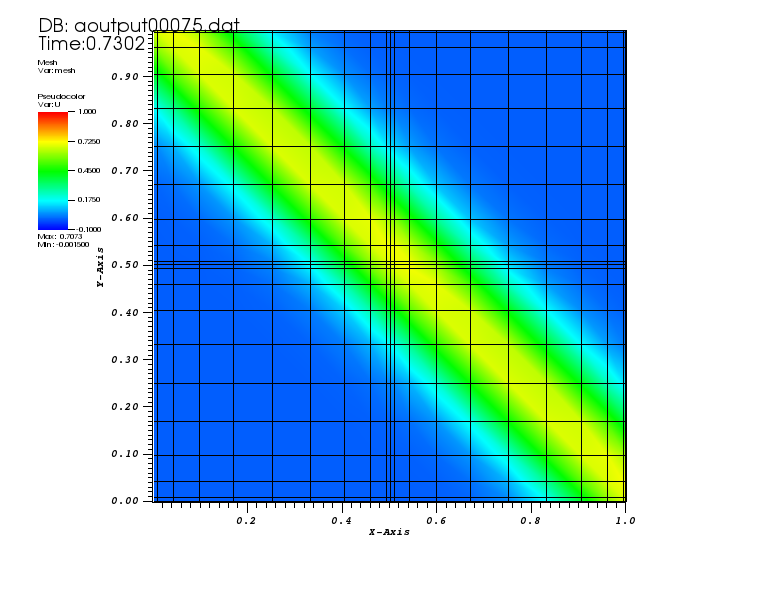 DB: aoutput00075.dat
Time:0.7302
Mesh
Var: mesh
Pseudocolor
Var: U
1.000
0.7250
0.4500
0.1750
-0.1000
Max: 0.7073
Min: -0.001500
Y-Axis
0.90
0.80
0.70
0.60
0.50
0.40
0.30
0.20
0.10
0.00
0.2 0.4 0.6 0.8 1.0
X-Axis